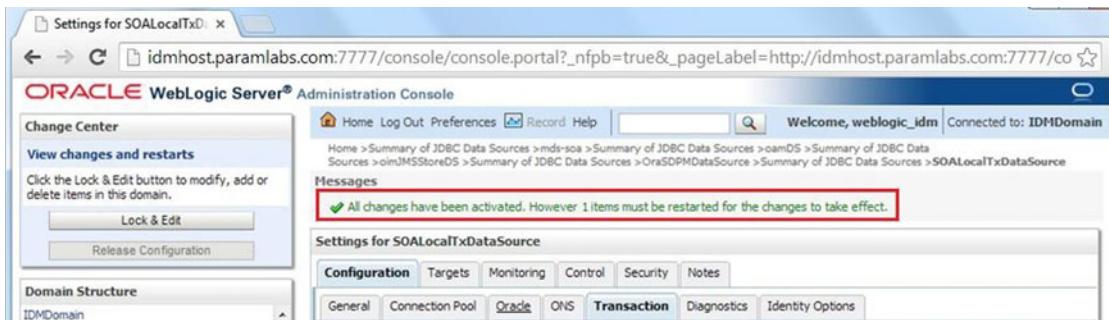 Settings for SOALocalTxD
idmhost.paramlabs.com:7777/console/console.portal?_nfpb=true&_pageLabel=http://idmhost.paramlabs.com:7777/co
ORACLE WebLogic Server® Administration Console
Change Center
View changes and restarts
Click the Lock & Edit button to modify, add or
delete items in this domain.
Lock & Edit
Release Configuration
Domain Structure
IDMDomain
Home Log Out Preferences Record Help
Welcome, weblogic_idm Connected to: IDMDomain
Home >Summary of JDBC Data Sources >mds-soa >Summary of JDBC Data Sources >oamDS >Summary of JDBC Data
Sources >oimJMSStoreDS >Summary of JDBC Data Sources >OraSDPMDataSource >Summary of JDBC Data Sources >SOALocalTxDataSource
Messages
All changes have been activated. However 1 items must be restarted for the changes to take effect.
Settings for SOALocalTxDataSource
Configuration Targets Monitoring Control Security Notes
General Connection Pool Oracle ONS Transaction Diagnostics Identity Options